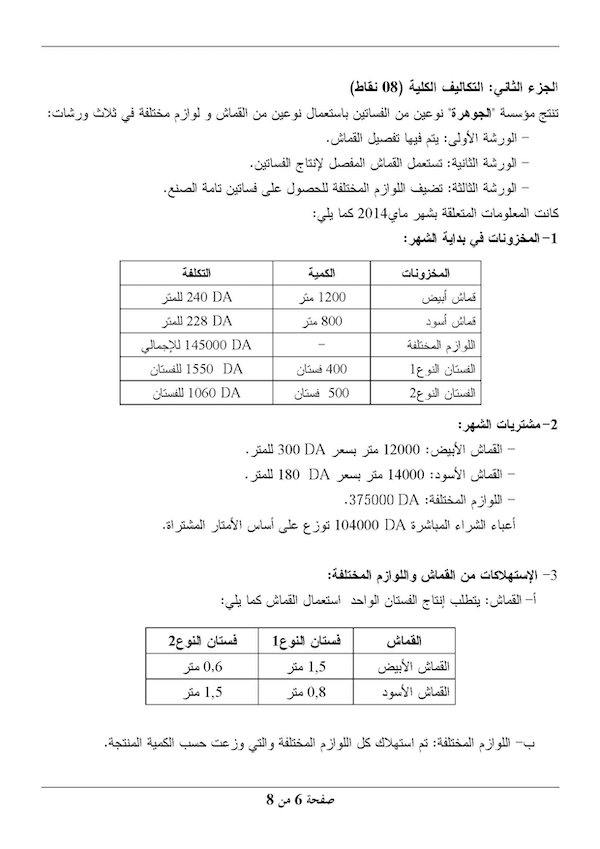 الجزء الثاني: التكاليف الكلية (08 نقاط)
تنتج مؤسسة "الجوهرة" نوعين من الفساتين باستعمال نوعين من القماش و لوازم مختلفة في ثلاث ورشات:
- الورشة الأولى: يتم فيها تفصيل القماش.
- الورشة الثانية: تستعمل القماش المفصل لإنتاج الفساتين.
- الورشة الثالثة: تضيف اللوازم المختلفة للحصول على فساتين تامة الصنع.
كانت المعلومات المتعلقة بشهر ماي2014 كما يلي:
1- المخزونات في بداية الشهر:
المخزونات الكمية التكلفة
قماش أبيض 1200 متر 240 DA للمتر
قماش أسود 800 متر 228 DA للمتر
اللوازم المختلفة - 145000 DA للإجمالي
الفستان النوع1 400 فستان 1550 DA للفستان
الفستان النوع2 500 فستان 1060 DA للفستان
2- مشتريات الشهر:
- القماش الأبيض: 12000 متر بسعر 300 DA للمتر.
- القماش الأسود: 14000 متر بسعر 180 DA للمتر.
- اللوازم المختلفة: 375000 DA.
أعباء الشراء المباشرة 104000 DA توزع على أساس الأمتار المشتراة.
3- الإستهلاكات من القماش واللوازم المختلفة:
أ- القماش: يتطلب إنتاج الفستان الواحد استعمال القماش كما يلي:
القماش فستان النوع1 فستان النوع2
القماش الأبيض 1,5 متر 0,6 متر
القماش الأسود 0,8 متر 1,5 متر
ب- اللوازم المختلفة: تم استهلاك كل اللوازم المختلفة والتي وزعت حسب الكمية المنتجة.
صفحة 6 من 8